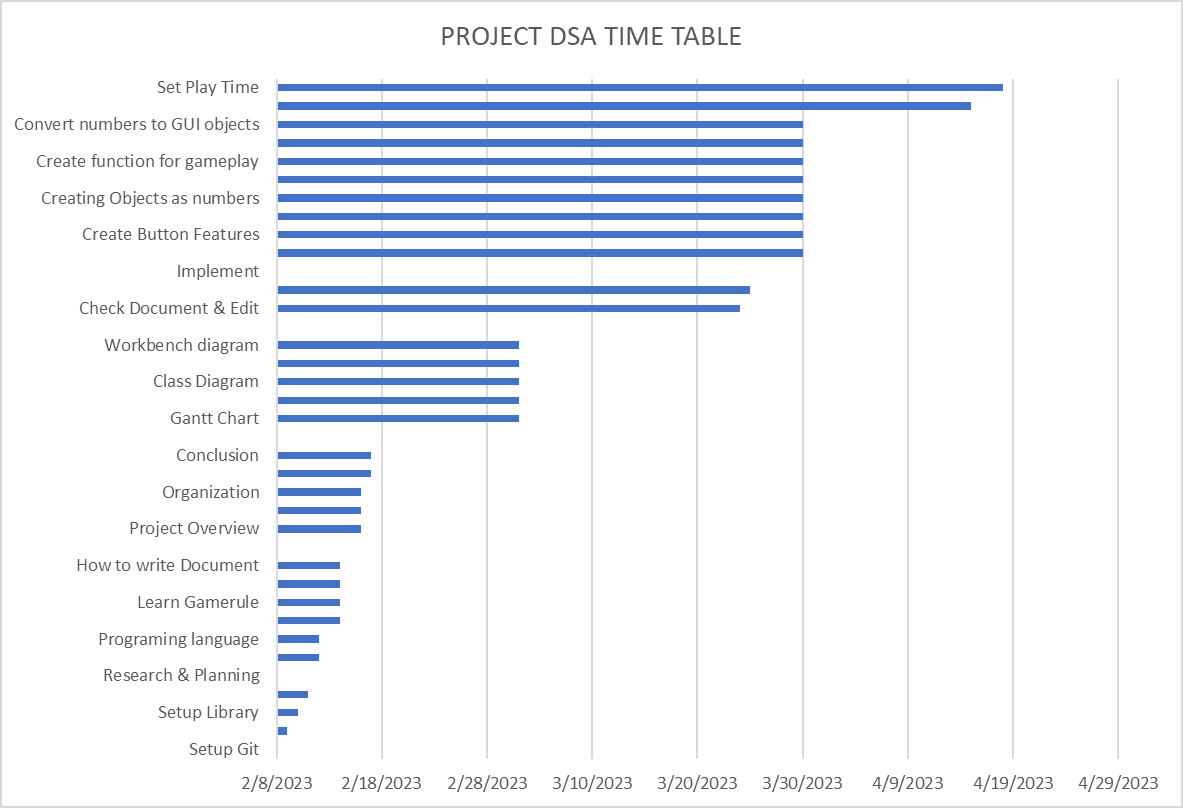 PROJECT DSA TIME TABLE
Set Play Time
Convert numbers to GUI objects
Create function for gameplay
Creating Objects as numbers
Create Button Features
Implement
Check Document & Edit
Workbench diagram
Class Diagram
Gantt Chart
Conclusion
Organization
Project Overview
How to write Document
Learn Gamerule
Programing language
Research & Planning
Setup Library
Setup Git
2/8/2023 2/18/2023 2/28/2023 3/10/2023 3/20/2023 3/30/2023 4/9/2023 4/19/2023 4/29/2023